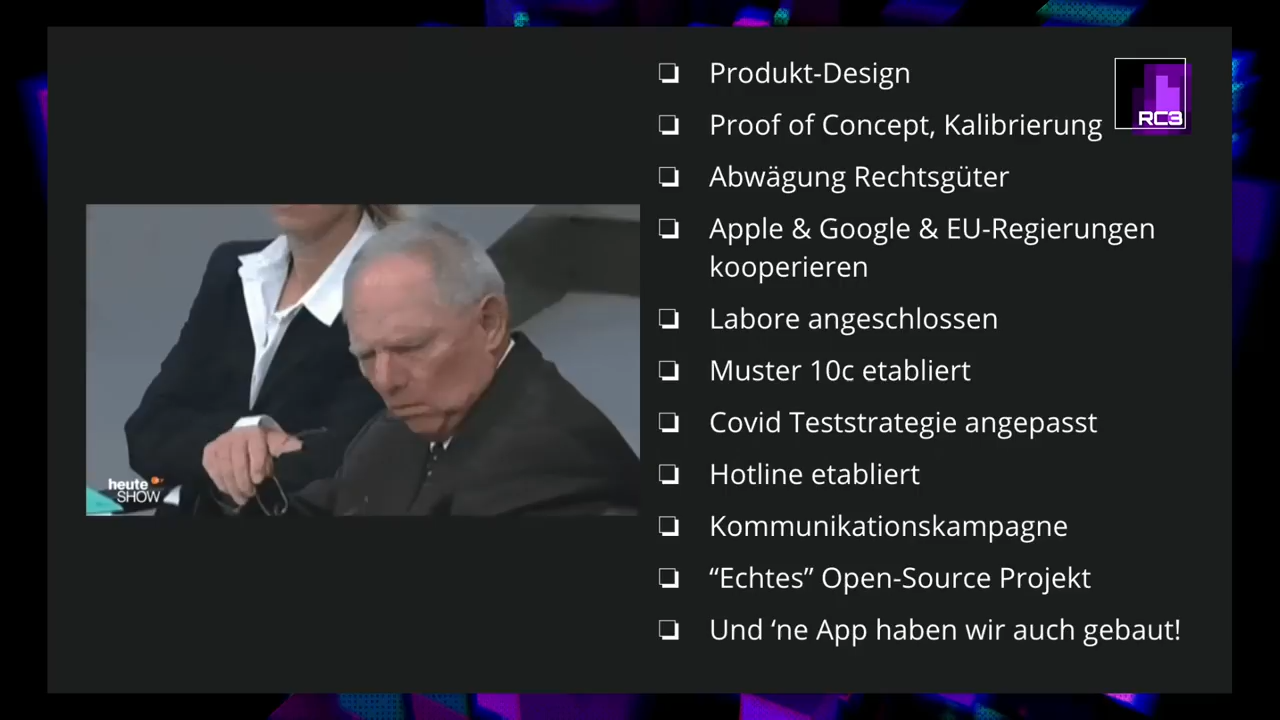 Produkt-Design
Proof of Concept, Kalibrierung
Abwägung Rechtsgüter
Apple & Google & EU-Regierungen
kooperieren
Labore angeschlossen
Muster 10c etabliert
Covid Teststrategie angepasst
Hotline etabliert
Kommunikationskampagne
“Echtes” Open-Source Projekt
Und ‘ne App haben wir auch gebaut!
RC3
heute
SHOW